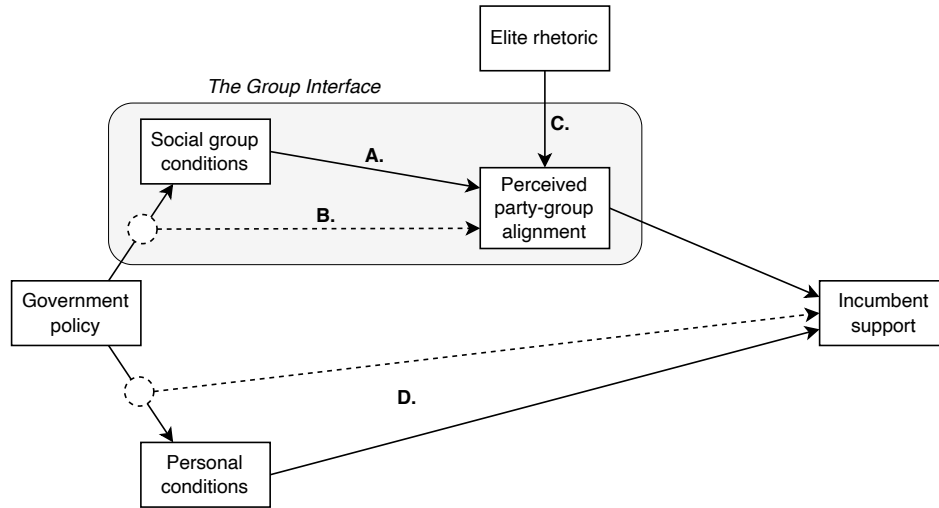 Elite rhetoric
The Group Interface
C.
Social group
conditions
A.
Perceived
party-group
alignment
B.
Government
policy
Incumbent
support
D.
Personal
conditions